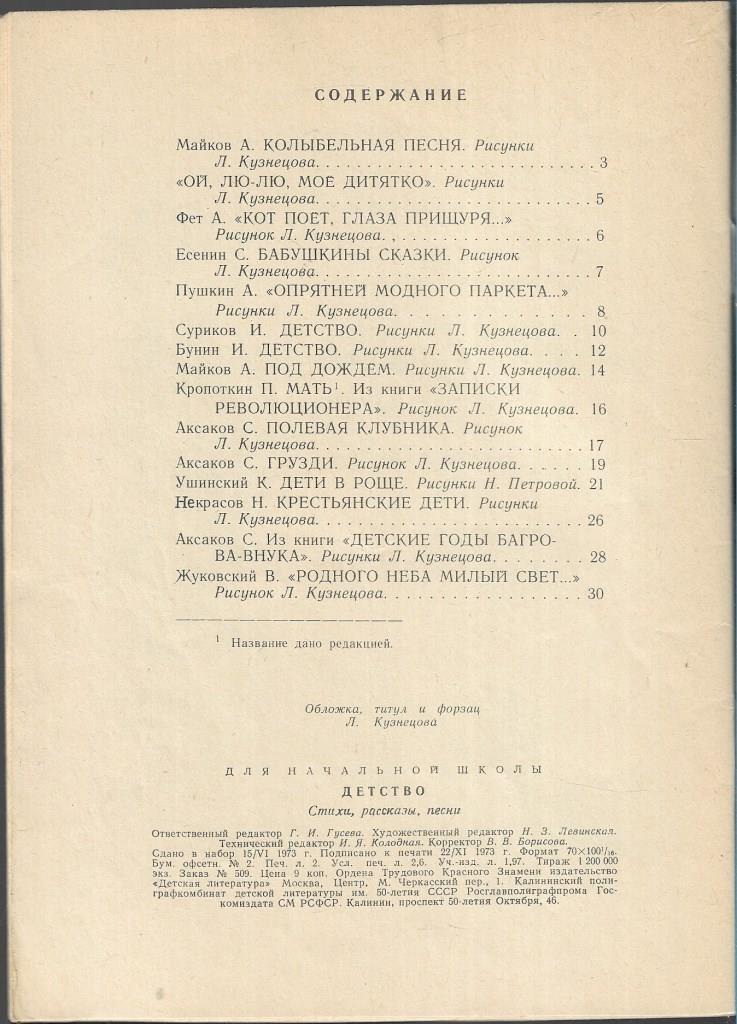 СОДЕРЖАНИЕ
Майков А. КОЛЫБЕЛЬНАЯ ПЕСНЯ. Рисунки
Л. Кузнецова. . . . . . . . . . . . . . . . . . . . . . . . . . . 3
«ОЙ, ЛЮ-ЛЮ, МОЁ ДИТЯТКО». Рисунки
Л. Кузнецова. . . . . . . . . . . . . . . . . . . . . . . . . . . 5
Фет А. «КОТ ПОЁТ, ГЛАЗА ПРИЩУРЯ...»
Рисунок Л. Кузнецова. , . . . . . . . . . . . . . . . . . . . 6
Есенин С. БАБУШКИНЫ СКАЗКИ. Рисунок
Л. Кузнецова. . . . . . . . . . . . . . . . . . . . . . . . . . . 7
Пушкин А. «ОПРЯТНЕЙ МОДНОГО ПАРКЕТА...»
Рисунки Л. Кузнецова. . . . . . . . . . . . . 8
Суриков И. ДЕТСТВО. Рисунки Л. Кузнецова. . 10
Бунин И. ДЕТСТВО. Рисунки Л. Кузнецова. . . . 12
Майков А. ПОД ДОЖДЕМ. Рисунки Л. Кузнецова. 14
Кропоткин П. МАТЬ¹. Из книги «ЗАПИСКИ
РЕВОЛЮЦИОНЕРА». Рисунок Л. Кузнецова. 16
Аксаков С. ПОЛЕВАЯ КЛУБНИКА. Рисунок
Л. Кузнецова. . . . . . . . . . . . . . . . . . . . . . . . . . 17
Аксаков С. ГРУЗДИ. Рисунок Л. Кузнецова. . . . . . 19
Ушинский К. ДЕТИ В РОЩЕ. Рисунки Н. Петровой. 21
Некрасов Н. КРЕСТЬЯНСКИЕ ДЕТИ. Рисунки
Л. Кузнецова. . . . . . . . . . . . . . . . . . . . . . . . . . 26
Аксаков С. Из книги «ДЕТСКИЕ ГОДЫ БАГРО-
ВА-ВНУКА». Рисунки Л. Кузнецова. . . . . . . . 28
Жуковский В. «РОДНОГО НЕБА МИЛЫЙ СВЕТ...»
Рисунок Л. Кузнецова. . . . . . . . . . . . . . . . . . . 30
¹ Название дано редакцией.
Обложка, титул и форзац
Л. Кузнецова
ДЛЯ НАЧАЛЬНОЙ ШКОЛЫ
ДЕТСТВО
Стихи, рассказы, песни
Ответственный редактор Г. И. Гусева. Художественный редактор Н. З. Левинская.
Технический редактор И. Я. Колодная. Корректор В. В. Борисова.
Сдано в набор 15/VI 1973 г. Подписано к печати 22/XI 1973 г. Формат 70×100¹/₁₆.
Бум. офсетн. № 2. Печ. л. 2. Усл. печ. л. 2,6. Уч.-изд. л. 1,97. Тираж 1 200 000
экз. Заказ № 509. Цена 9 коп. Ордена Трудового Красного Знамени издательство
«Детская литература» Москва, Центр, М. Черкасский пер., 1. Калининский поли-
графкомбинат детской литературы им. 50-летия СССР Росглавполиграфпрома Гос-
комиздата СМ РСФСР. Калинин, проспект 50-летия Октября, 46.